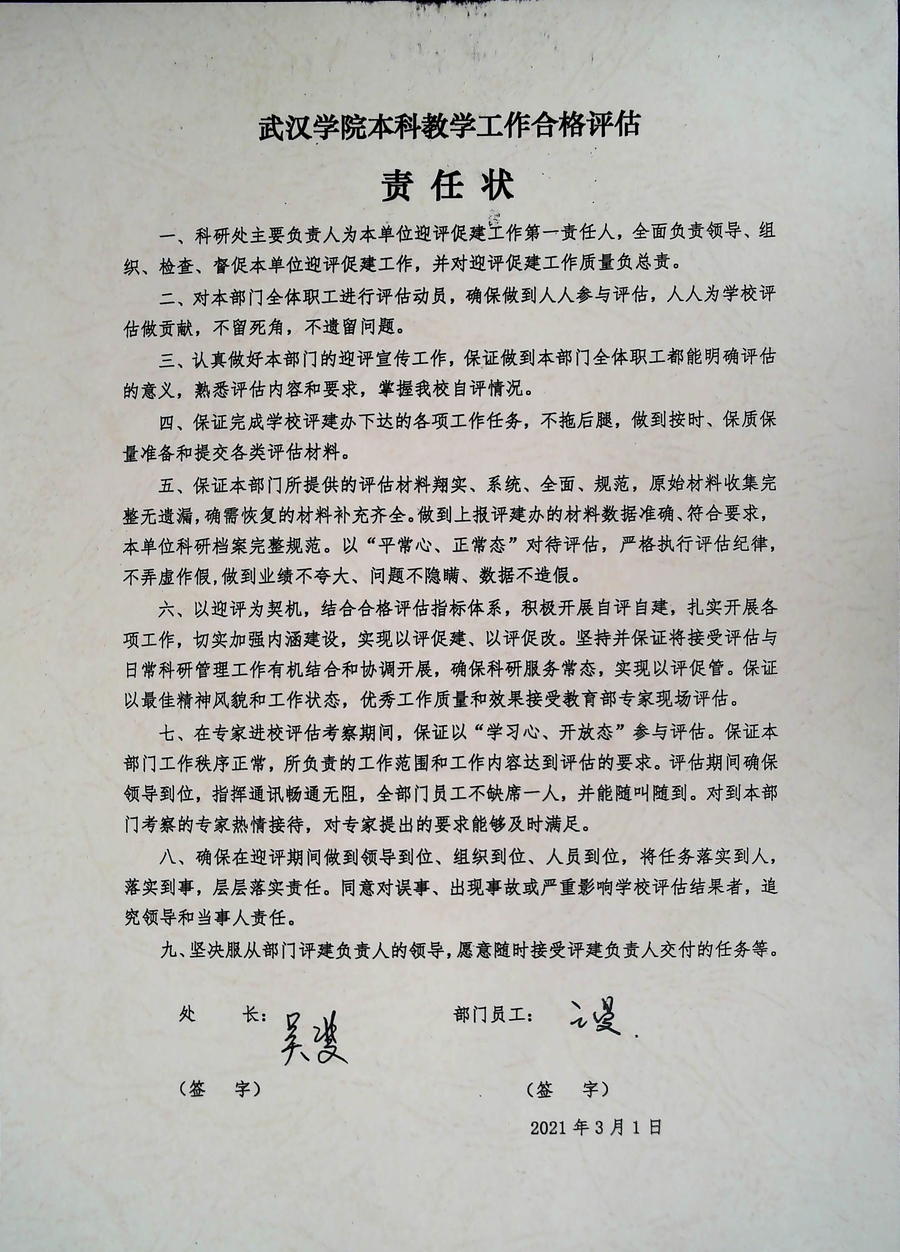 武汉学院本科教学工作合格评估
责任状
一、科研处主要负责人为本单位迎评促建工作第一责任人，全面负责领导、组
织、检查、督促本单位迎评促建工作，并对迎评促建工作质量负总责。
二、对本部门全体职工进行评估动员，确保做到人人参与评估，人人为学校评
估做贡献，不留死角，不遗留问题。
三、认真做好本部门的迎评宣传工作，保证做到本部门全体职工都能明确评估
的意义，熟悉评估内容和要求，掌握我校自评情况。
四、保证完成学校评建办下达的各项工作任务，不拖后腿，做到按时、保质保
量准备和提交各类评估材料。
五、保证本部门所提供的评估材料翔实、系统、全面、规范，原始材料收集完
整无遗漏，确需恢复的材料补充齐全。做到上报评建办的材料数据准确、符合要求，
本单位科研档案完整规范。以“平常心、正常态”对待评估，严格执行评估纪律，
不弄虚作假，做到业绩不夸大、问题不隐瞒、数据不造假。
六、以迎评为契机，结合合格评估指标体系，积极开展自评自建，扎实开展各
项工作，切实加强内涵建设，实现以评促建、以评促改。坚持并保证将接受评估与
日常科研管理工作有机结合和协调开展，确保科研服务常态，实现以评促管。保证
以最佳精神风貌和工作状态，优秀工作质量和效果接受教育部专家现场评估。
七、在专家进校评估考察期间，保证以“学习心、开放态”参与评估。保证本
部门工作秩序正常，所负责的工作范围和工作内容达到评估的要求。评估期间确保
领导到位，指挥通讯畅通无阻，全部门员工不缺席一人，并能随叫随到。对到本部
门考察的专家热情接待，对专家提出的要求能够及时满足。
八、确保在迎评期间做到领导到位、组织到位、人员到位，将任务落实到人，
落实到事，层层落实责任。同意对误事、出现事故或严重影响学校评估结果者，追
究领导和当事人责任。
九、坚决服从部门评建负责人的领导，愿意随时接受评建负责人交付的任务等。
处 长： 部门员工：
（签 字） （签 字）
2021年3月1日